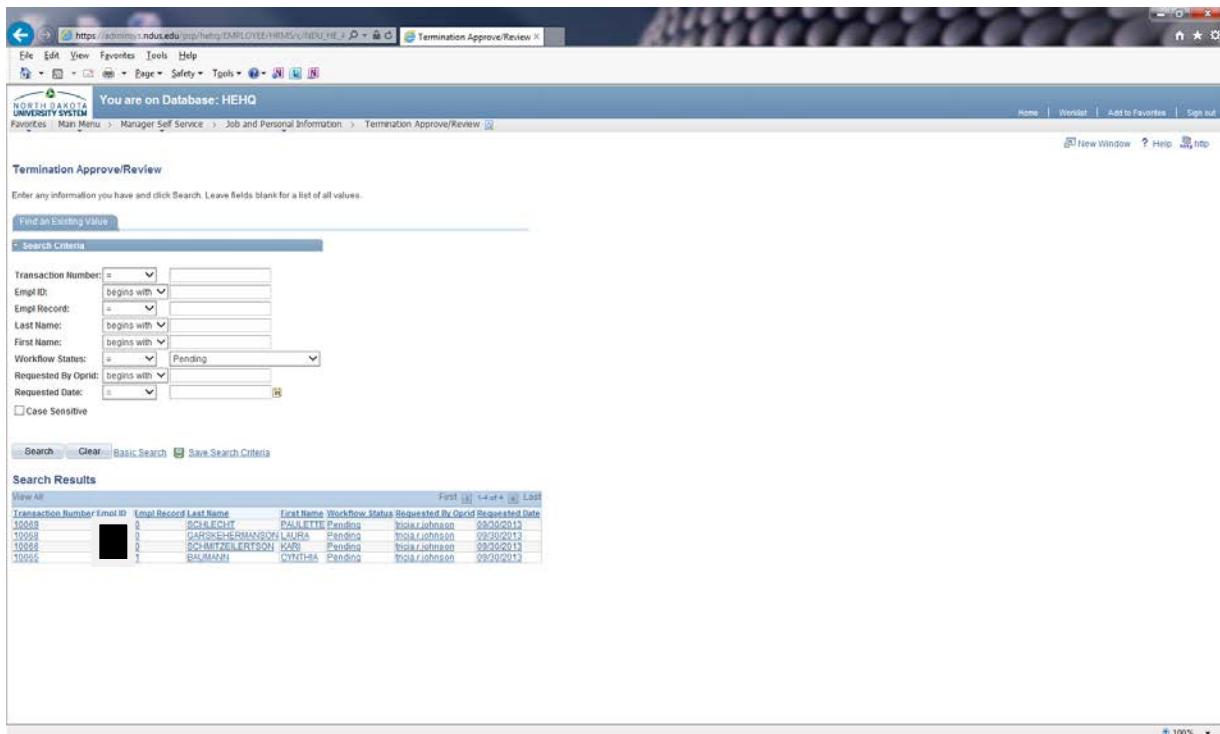 https://adminsys.ndus.edu/psp/hehq/EMPLOYEE/HRMS/c/NDU_HE_
Termination Approve/Review ×
File Edit View Favorites Tools Help
Page Safety Tools
NORTH DAKOTA
UNIVERSITY SYSTEM
You are on Database: HEHQ
Home | Worklist | Add to Favorites | Sign out
Favorites | Main Menu > Manager Self Service > Job and Personal Information > Termination Approve/Review
New Window ? Help http
Termination Approve/Review
Enter any information you have and click Search. Leave fields blank for a list of all values.
Find an Existing Value
Search Criteria
Transaction Number: =
Empl ID: begins with
Empl Record: =
Last Name: begins with
First Name: begins with
Workflow Status: = Pending
Requested By Oprid: begins with
Requested Date: =
Case Sensitive
Search Clear Basic Search Save Search Criteria
Search Results
View All First 1-4 of 4 Last
Transaction Number Empl ID Empl Record Last Name First Name Workflow Status Requested By Oprid Requested Date
10069 0 SCHLECHT PAULETTE Pending tricia.r.johnson 09/30/2013
10068 0 GARSKEHERMANSON LAURA Pending tricia.r.johnson 09/30/2013
10066 0 SCHMITZEILERTSON KARI Pending tricia.r.johnson 09/30/2013
10065 1 BAUMANN CYNTHIA Pending tricia.r.johnson 09/30/2013
100%